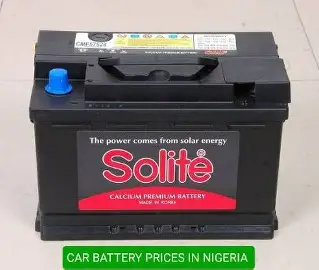 The power comes from solar energy
Solite®
CALCIUM PREMIUM BATTERY
MADE IN KOREA
CAR BATTERY PRICES IN NIGERIA